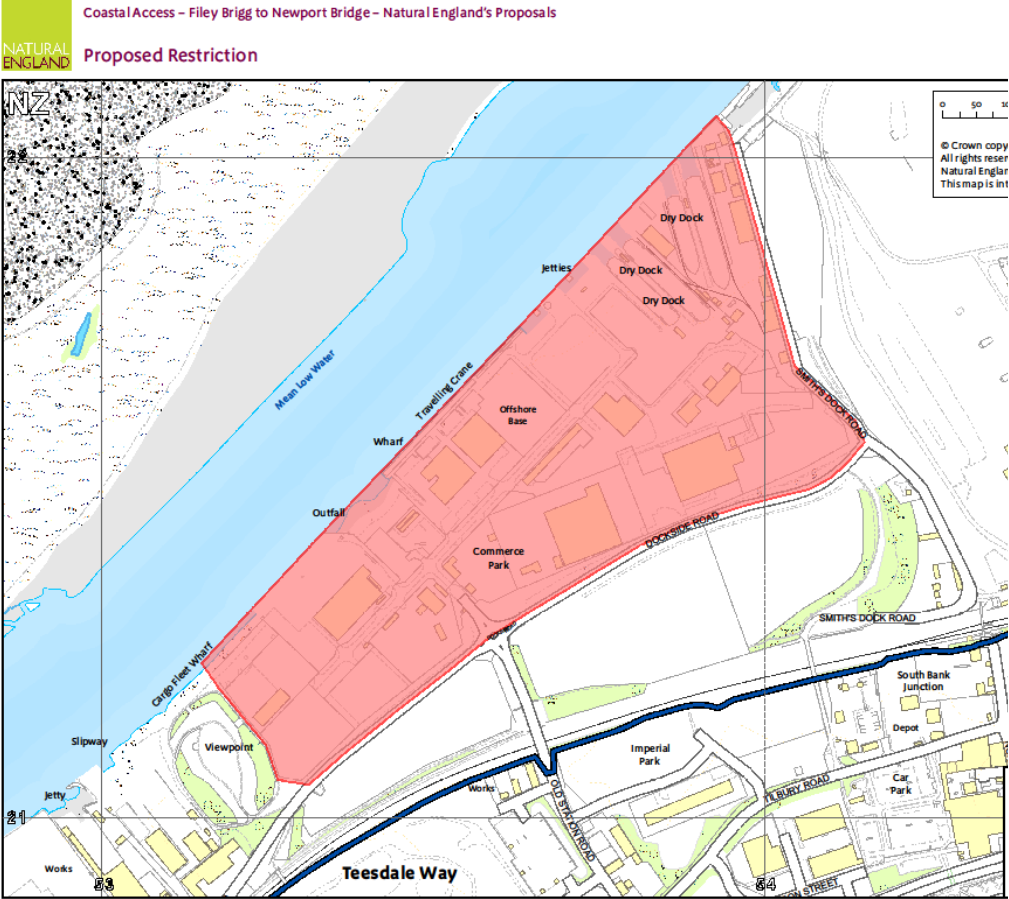 Coastal Access – Filey Brigg to Newport Bridge – Natural England's Proposals
NATURAL
ENGLAND
Proposed Restriction
NZ
0 50
© Crown copy
All rights reser
Natural Englan
This map is int
22
Dry Dock
Jetties
Dry Dock
Dry Dock
Mean Low Water
Travelling Crane
SMITH'S DOCK ROAD
Offshore
Base
Wharf
Outfall
DOCKSIDE ROAD
Commerce
Park
SMITH'S DOCK ROAD
Cargo Fleet Wharf
South Bank
Junction
Slipway
Viewpoint
Imperial
Park
Depot
Works
Car
Park
Jetty
TILBURY ROAD
OLD STATION ROAD
21
Works
Teesdale Way
53
54
ON STREET